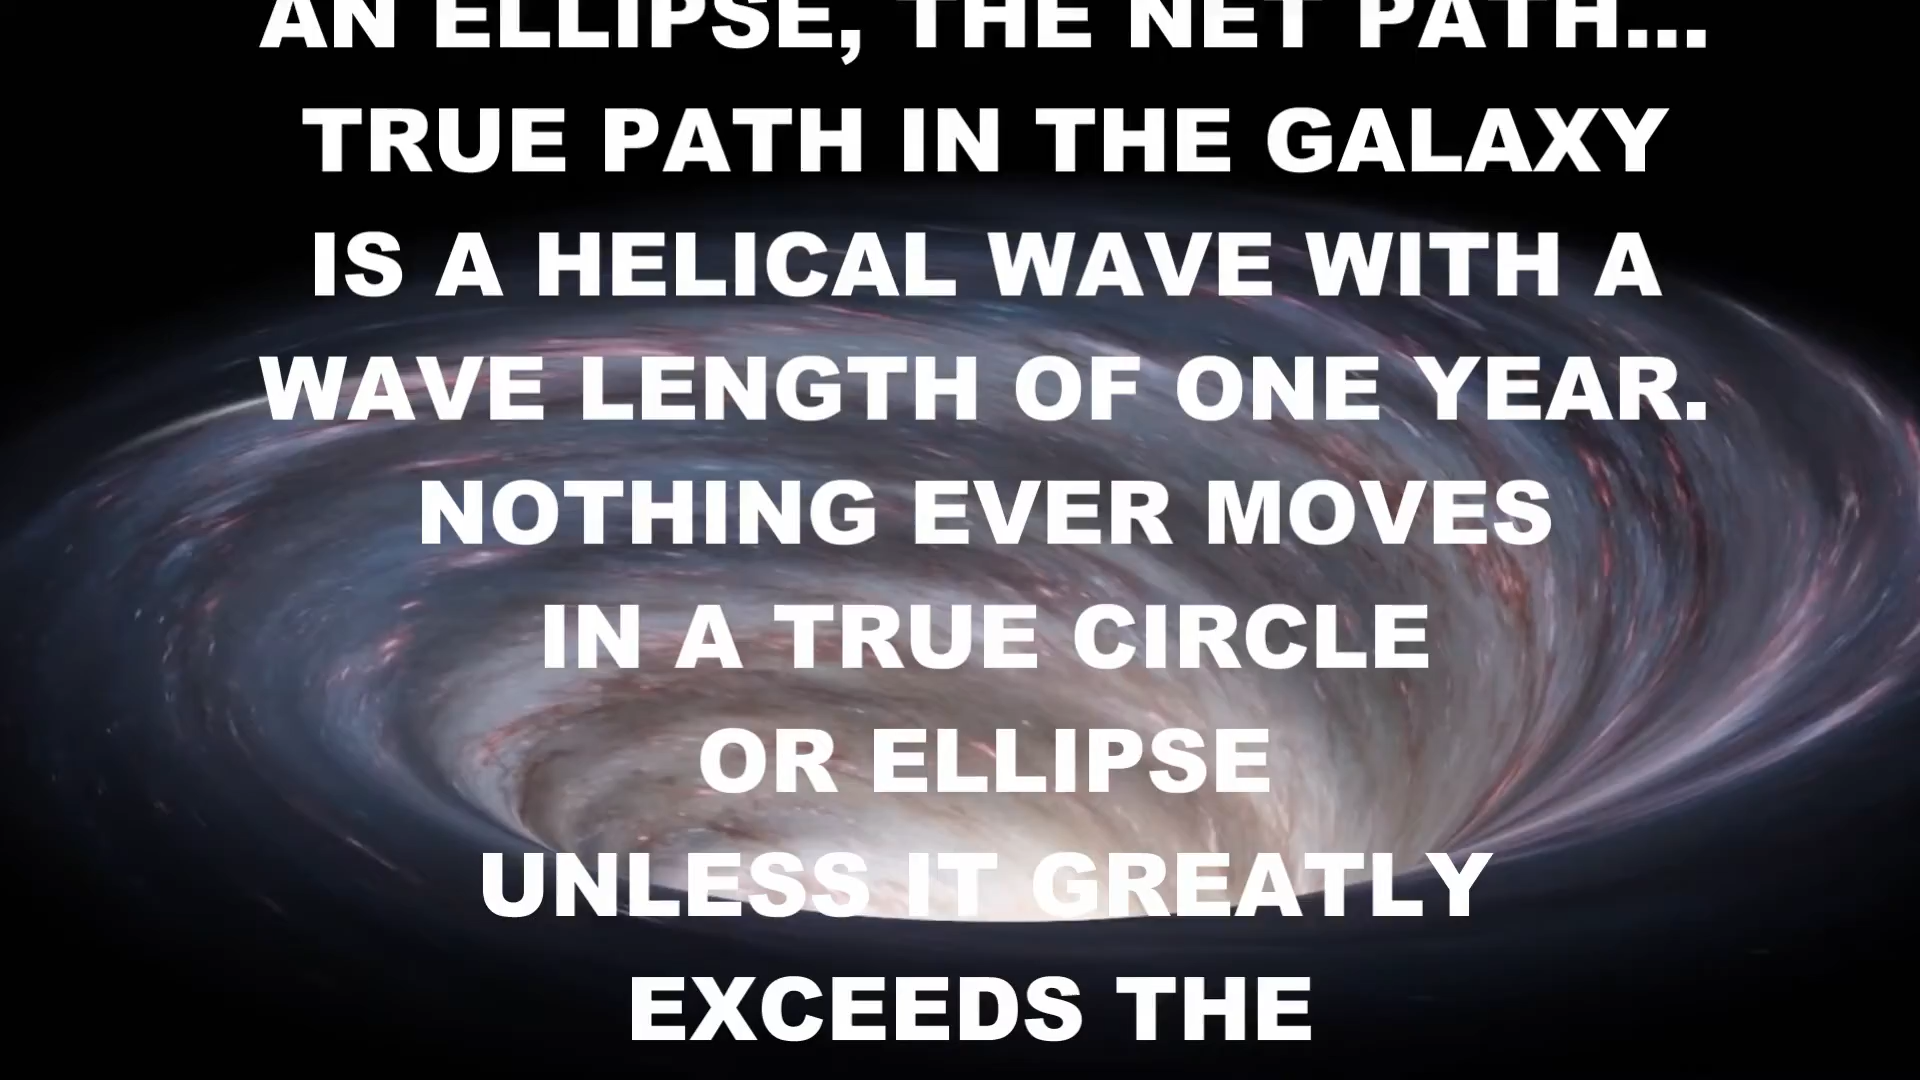 AN ELLIPSE, THE NET PATH...
TRUE PATH IN THE GALAXY
IS A HELICAL WAVE WITH A
WAVE LENGTH OF ONE YEAR.
NOTHING EVER MOVES
IN A TRUE CIRCLE
OR ELLIPSE
UNLESS IT GREATLY
EXCEEDS THE